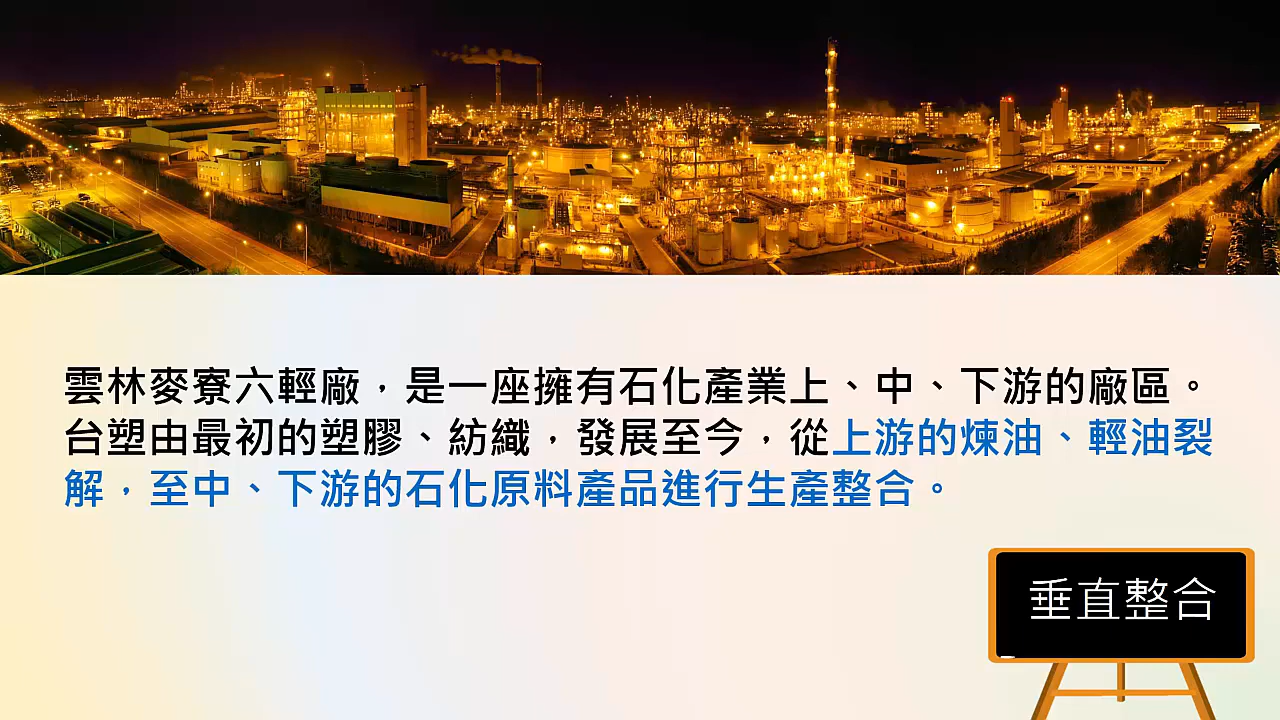 雲林麥寮六輕廠，是一座擁有石化產業上、中、下游的廠區。
台塑由最初的塑膠、紡織，發展至今，從上游的煉油、輕油裂
解，至中、下游的石化原料產品進行生產整合。
垂直整合